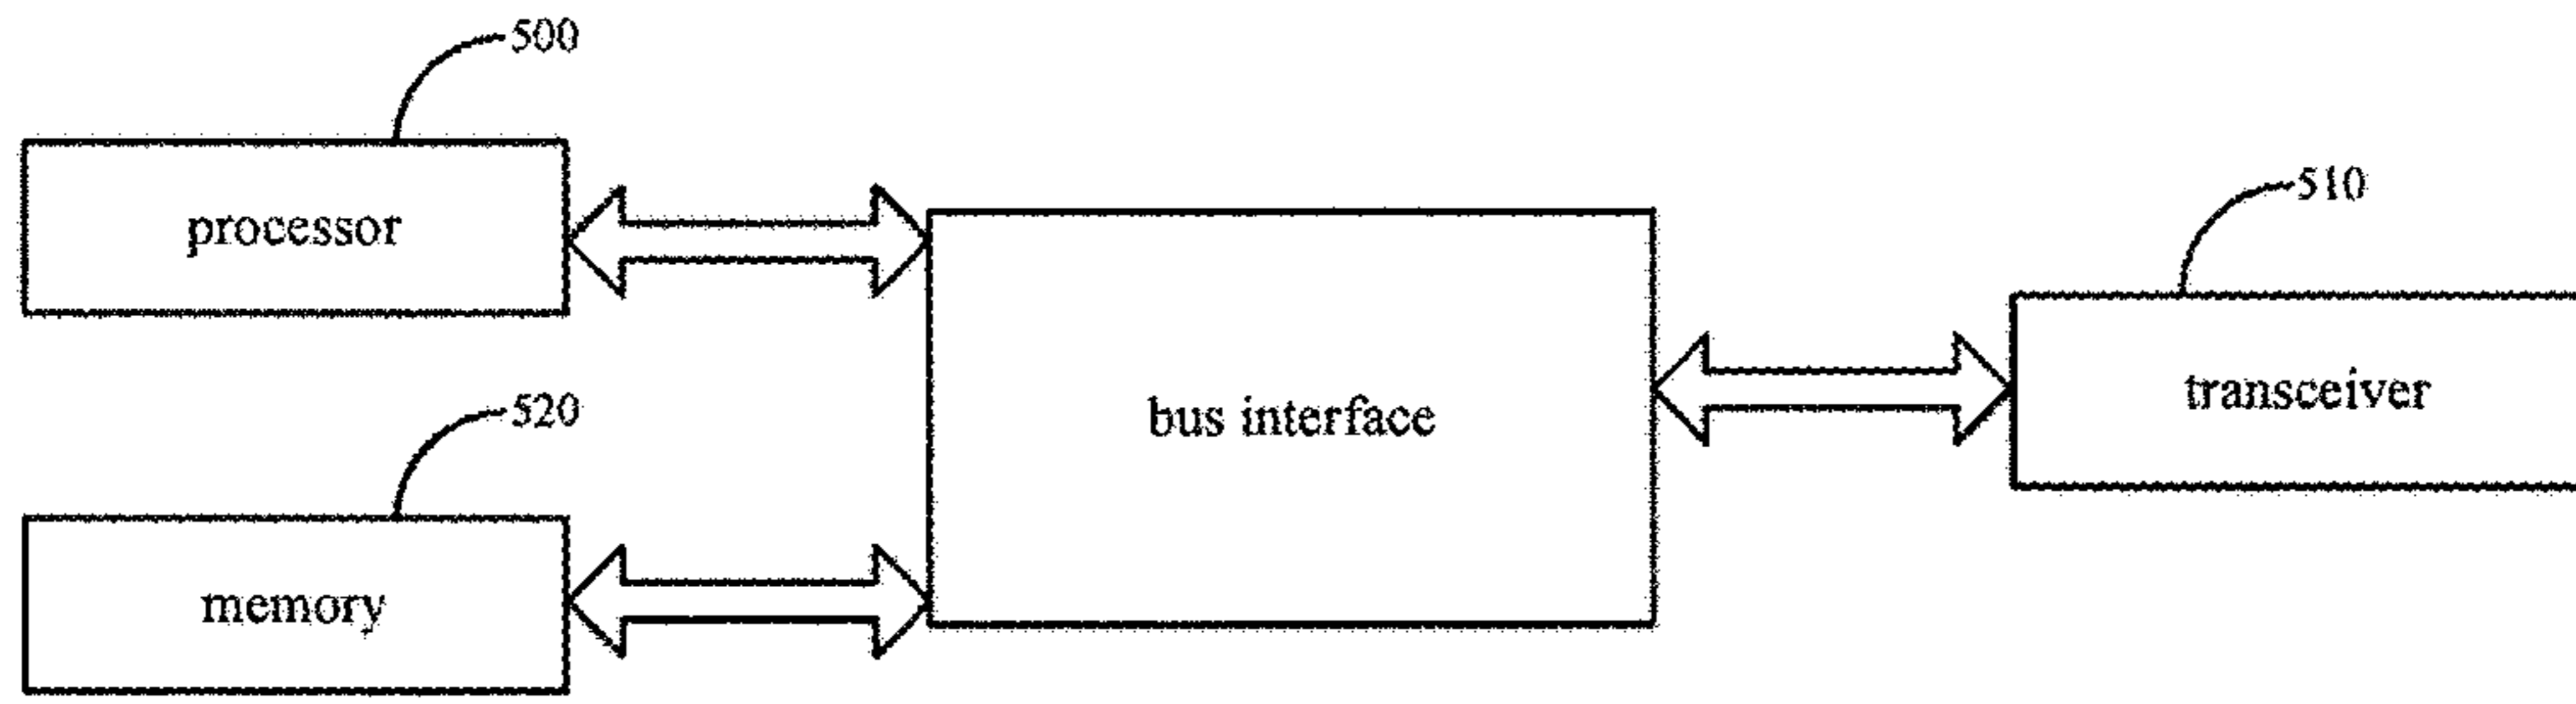 500
processor
510
bus interface
transceiver
520
memory